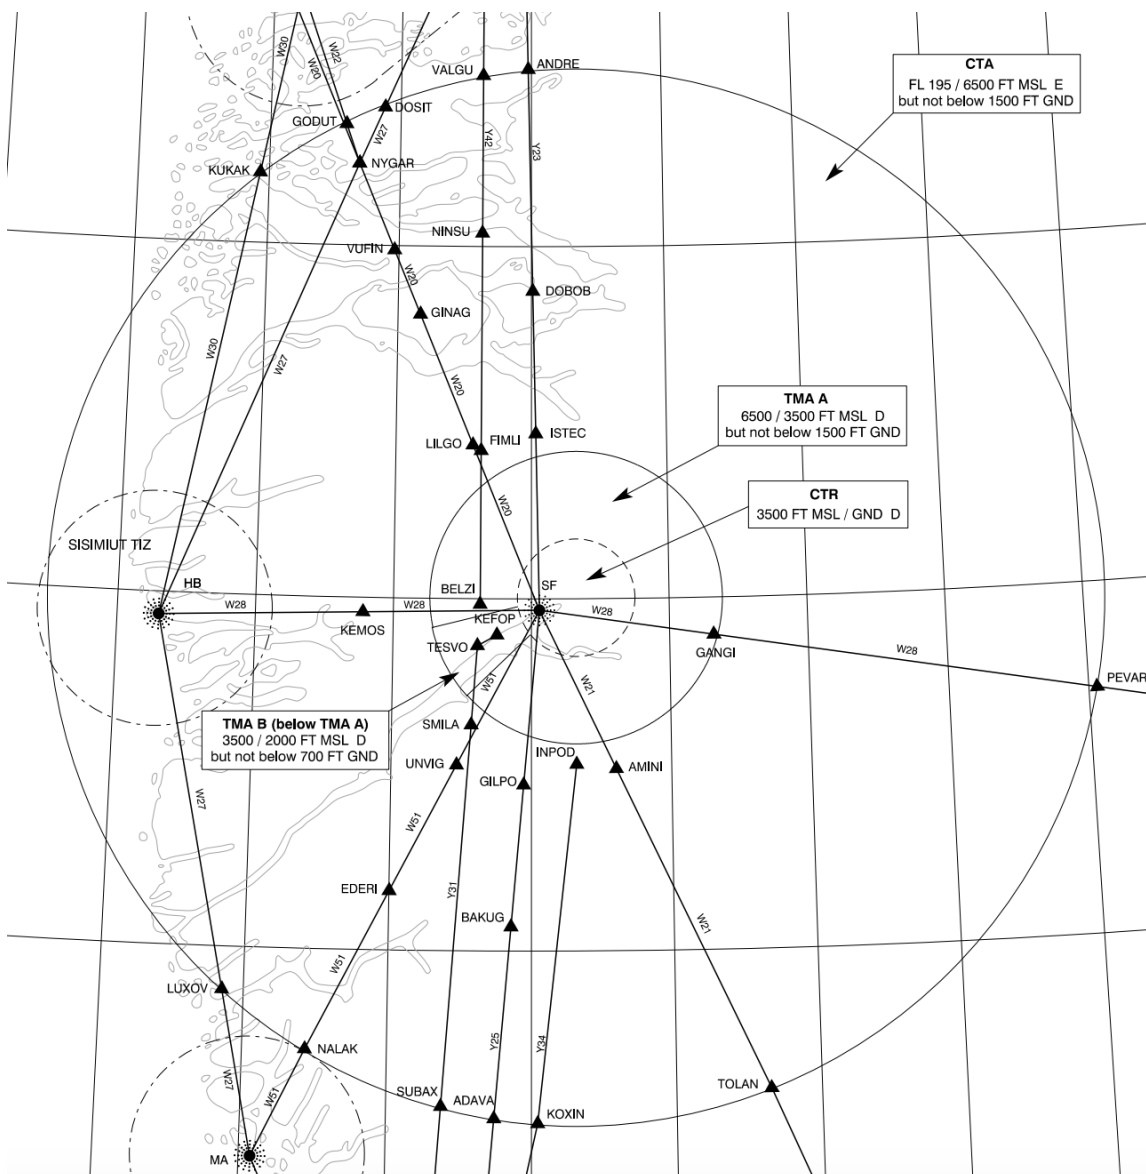 W30
W22
W20
VALGU
ANDRE
CTA
FL 195 / 6500 FT MSL E
but not below 1500 FT GND
GODUT
DOSIT
W27
Y42
Y23
KUKAK
NYGAR
NINSU
VUFIN
W20
DOBOB
GINAG
W30
W27
W20
TMA A
6500 / 3500 FT MSL D
but not below 1500 FT GND
LILGO
FIMLI
ISTEC
W20
CTR
3500 FT MSL / GND D
SISIMIUT TIZ
HB
BELZI
SF
W28
W28
KEFOP
W28
KEMOS
TESVO
GANGI
W28
W51
W21
PEVAR
TMA B (below TMA A)
3500 / 2000 FT MSL D
but not below 700 FT GND
SMILA
UNVIG
INPOD
AMINI
GILPO
W27
W51
EDERI
Y31
BAKUG
W21
W51
LUXOV
NALAK
Y25
Y34
W27
W51
SUBAX
ADAVA
KOXIN
TOLAN
MA